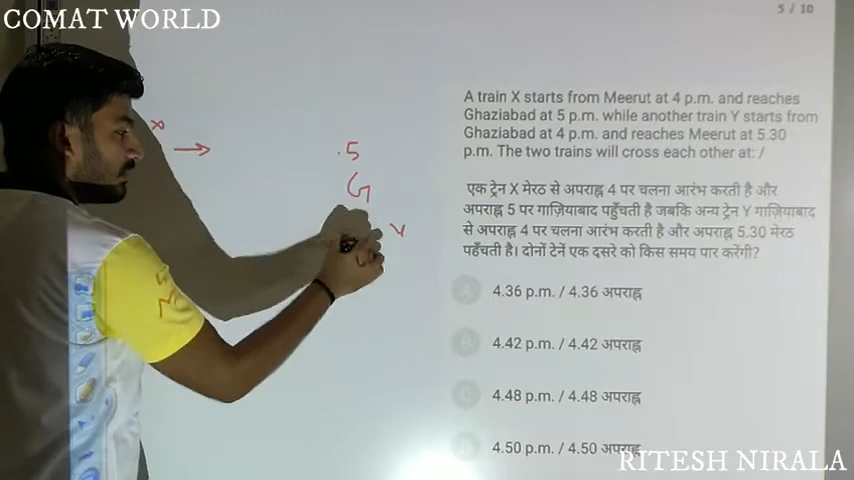 COMAT WORLD
5 / 10
A train X starts from Meerut at 4 p.m. and reaches
Ghaziabad at 5 p.m. while another train Y starts from
Ghaziabad at 4 p.m. and reaches Meerut at 5.30
p.m. The two trains will cross each other at: /
एक ट्रेन X मेरठ से अपराह्न 4 पर चलना आरंभ करती है और
अपराह्न 5 पर गाज़ियाबाद पहुँचती है जबकि अन्य ट्रेन Y गाज़ियाबाद
से अपराह्न 4 पर चलना आरंभ करती है और अपराह्न 5.30 मेरठ
पहुँचती है। दोनों ट्रेनें एक दूसरे को किस समय पार करेंगी?
4.36 p.m. / 4.36 अपराह्न
4.42 p.m. / 4.42 अपराह्न
4.48 p.m. / 4.48 अपराह्न
4.50 p.m. / 4.50 अपराह्न
x
.5
G
Y
RITESH NIRALA